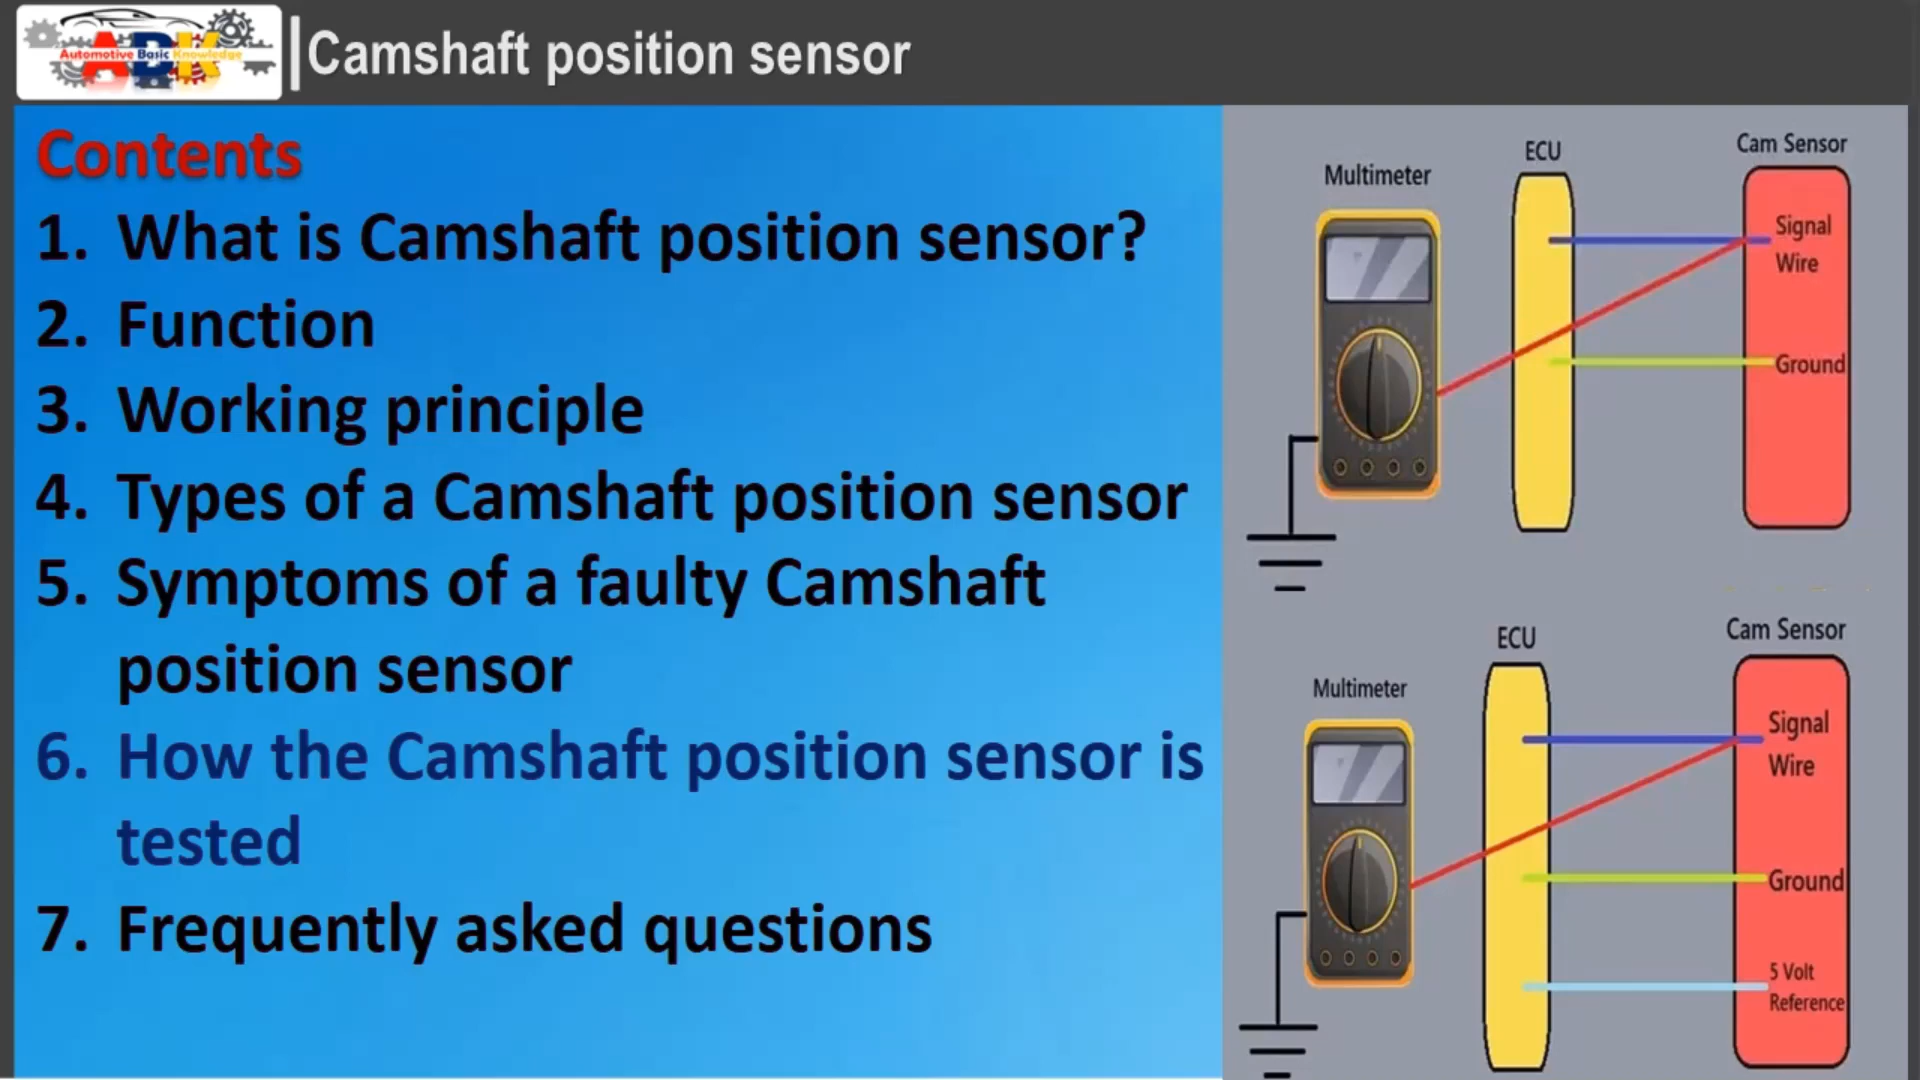 ABK
Automotive Basic Knowledge
Camshaft position sensor
Contents
1. What is Camshaft position sensor?
2. Function
3. Working principle
4. Types of a Camshaft position sensor
5. Symptoms of a faulty Camshaft
position sensor
6. How the Camshaft position sensor is
tested
7. Frequently asked questions
Multimeter
ECU
Cam Sensor
Signal
Wire
Ground
Multimeter
ECU
Cam Sensor
Signal
Wire
Ground
5 Volt
Reference